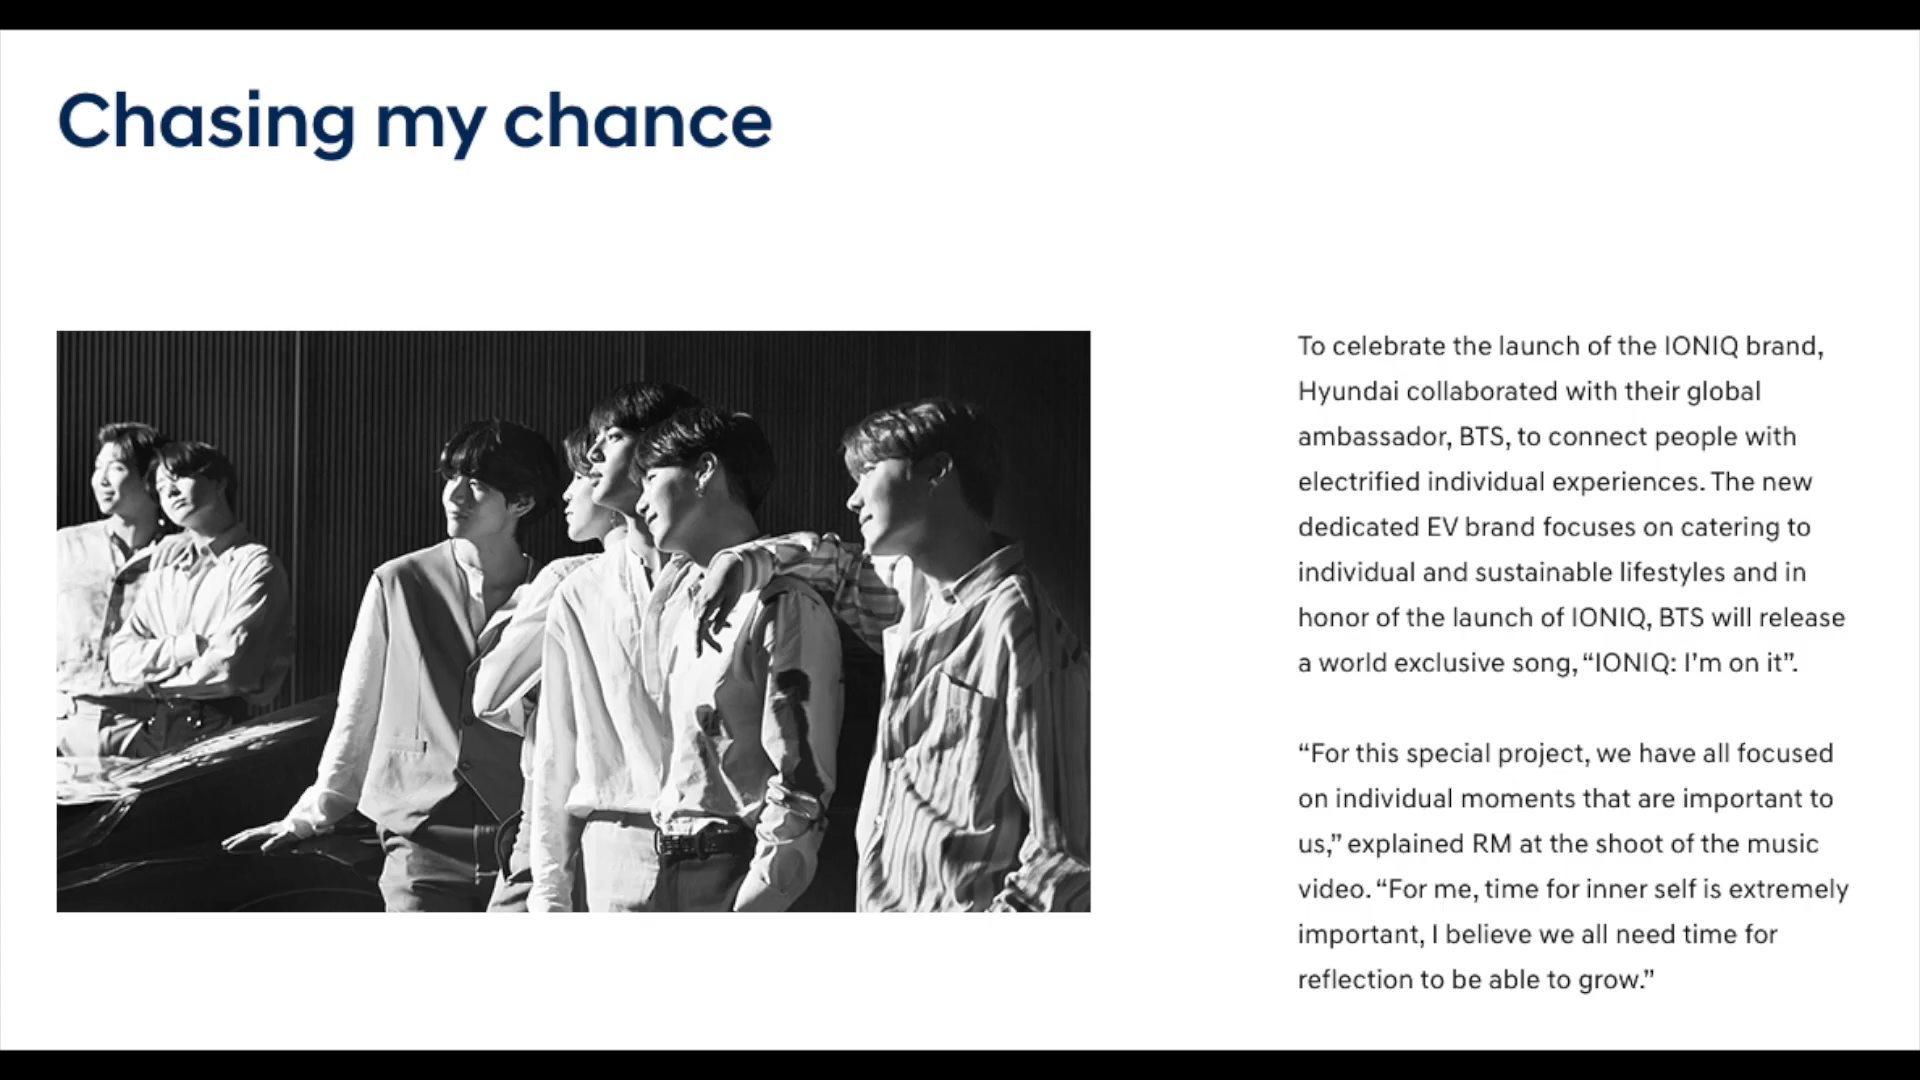 Chasing my chance
To celebrate the launch of the IONIQ brand,
Hyundai collaborated with their global
ambassador, BTS, to connect people with
electrified individual experiences. The new
dedicated EV brand focuses on catering to
individual and sustainable lifestyles and in
honor of the launch of IONIQ, BTS will release
a world exclusive song, “IONIQ: I’m on it”.
“For this special project, we have all focused
on individual moments that are important to
us,” explained RM at the shoot of the music
video. “For me, time for inner self is extremely
important, I believe we all need time for
reflection to be able to grow.”